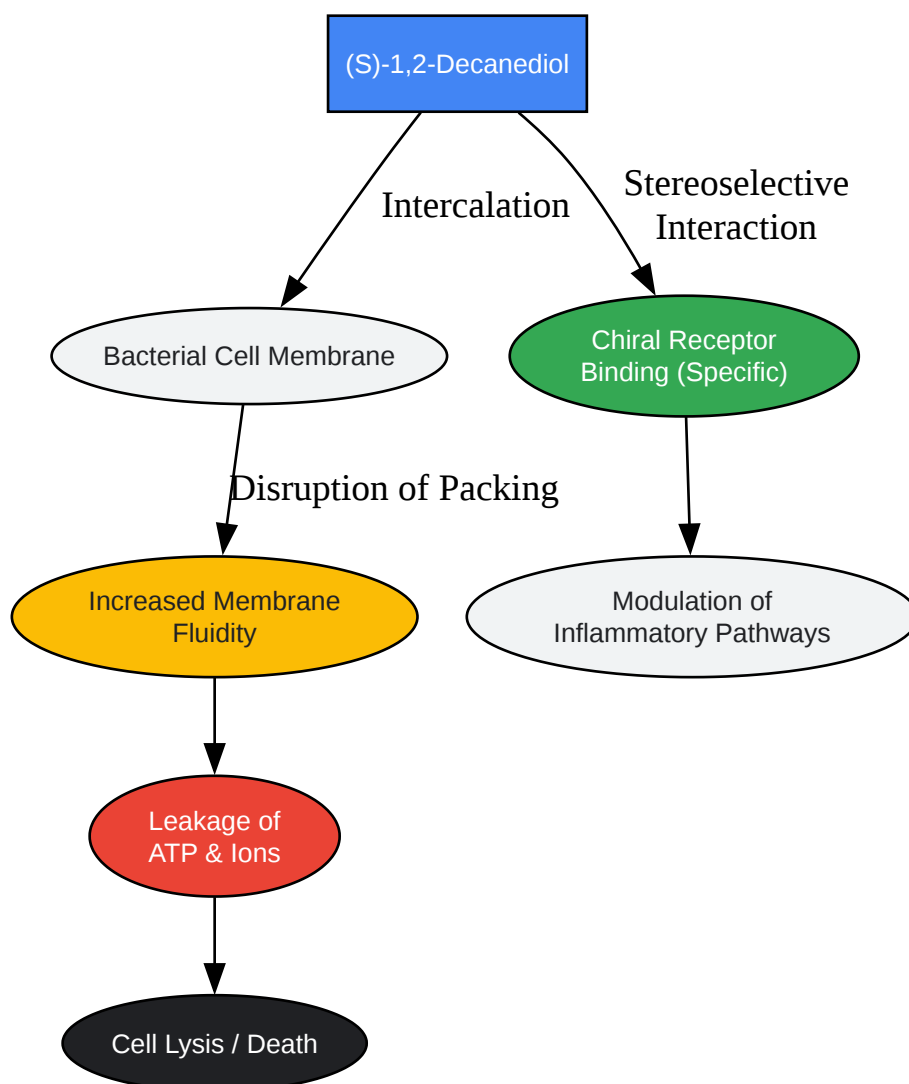 (S)-1,2-Decanediol
Intercalation
Stereoselective
Interaction
Bacterial Cell Membrane
Chiral Receptor
Binding (Specific)
Disruption of Packing
Increased Membrane
Fluidity
Modulation of
Inflammatory Pathways
Leakage of
ATP & Ions
Cell Lysis / Death